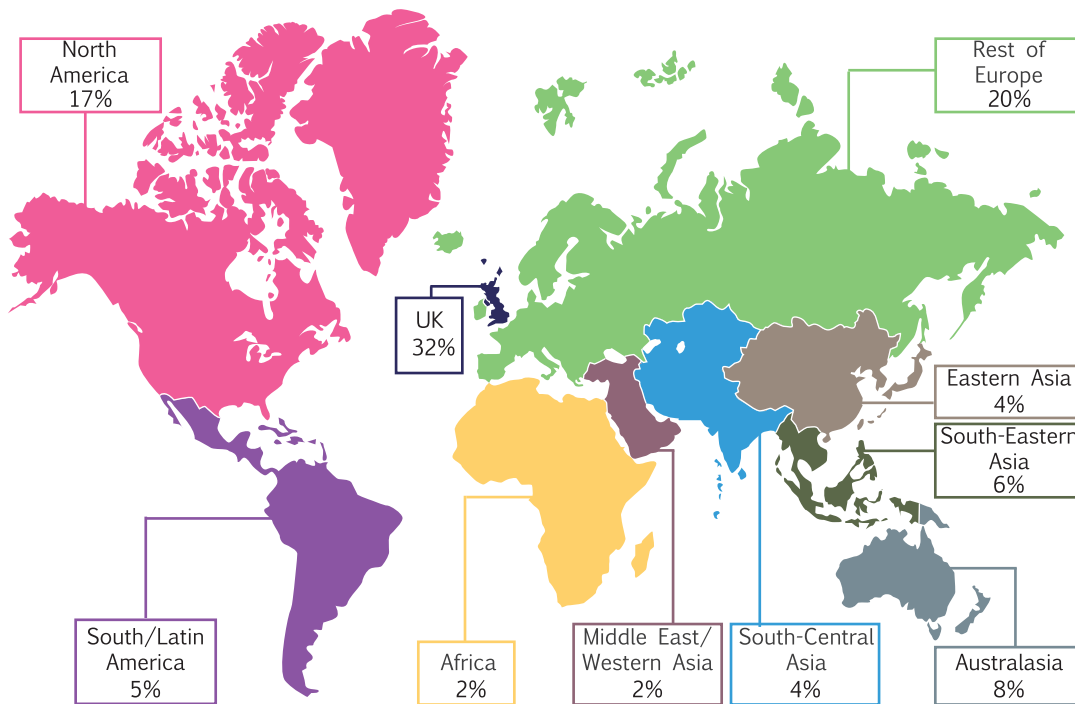 North
America
17%
Rest of
Europe
20%
UK
32%
Eastern Asia
4%
South-Eastern
Asia
6%
South/Latin
America
5%
Africa
2%
Middle East/
Western Asia
2%
South-Central
Asia
4%
Australasia
8%